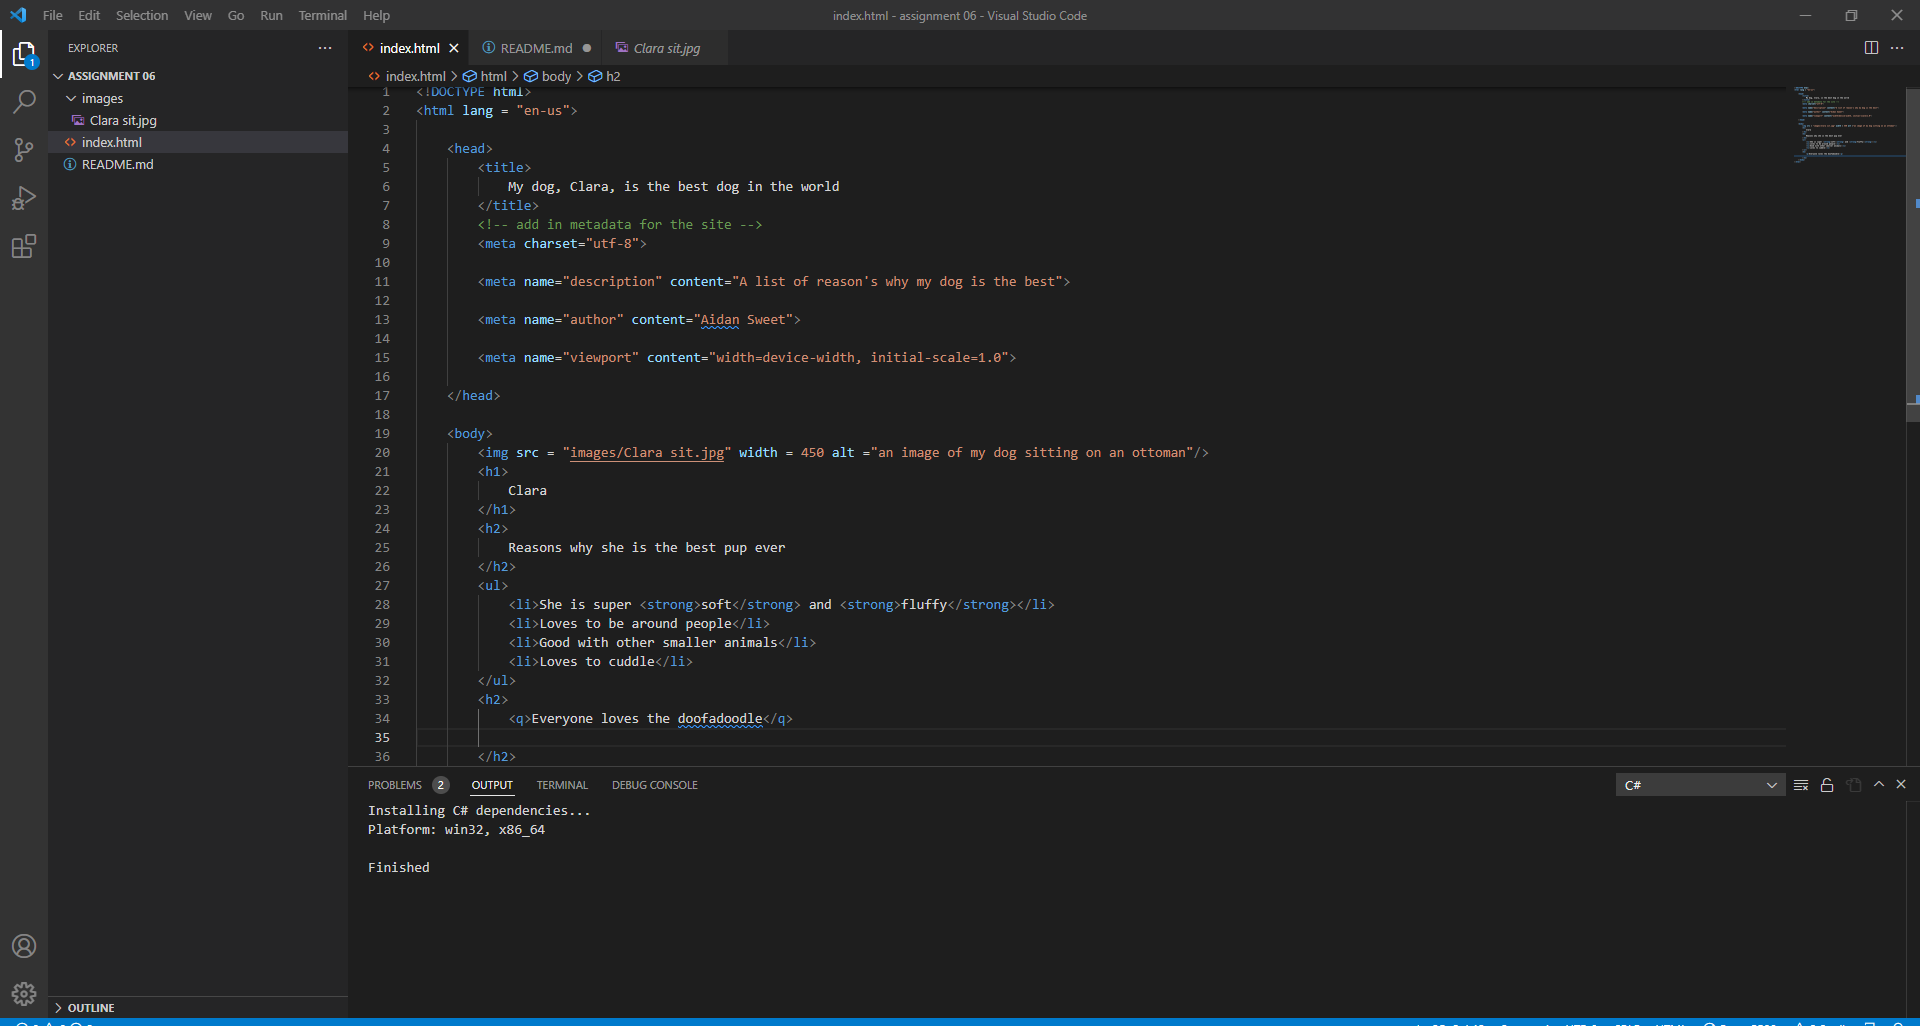 File Edit Selection View Go Run Terminal Help
index.html - assignment 06 - Visual Studio Code
EXPLORER
ASSIGNMENT 06
images
Clara sit.jpg
index.html
README.md
1
OUTLINE
index.html README.md Clara sit.jpg
index.html > html > body > h2
1 <!DOCTYPE html>
2 <html lang = "en-us">
3
4 <head>
5 <title>
6 My dog, Clara, is the best dog in the world
7 </title>
8 <!-- add in metadata for the site -->
9 <meta charset="utf-8">
10
11 <meta name="description" content="A list of reason's why my dog is the best">
12
13 <meta name="author" content="Aidan Sweet">
14
15 <meta name="viewport" content="width=device-width, initial-scale=1.0">
16
17 </head>
18
19 <body>
20 <img src = "images/Clara sit.jpg" width = 450 alt ="an image of my dog sitting on an ottoman"/>
21 <h1>
22 Clara
23 </h1>
24 <h2>
25 Reasons why she is the best pup ever
26 </h2>
27 <ul>
28 <li>She is super <strong>soft</strong> and <strong>fluffy</strong></li>
29 <li>Loves to be around people</li>
30 <li>Good with other smaller animals</li>
31 <li>Loves to cuddle</li>
32 </ul>
33 <h2>
34 <q>Everyone loves the doofadoodle</q>
35
36 </h2>
PROBLEMS 2 OUTPUT TERMINAL DEBUG CONSOLE
C#
Installing C# dependencies...
Platform: win32, x86_64
Finished